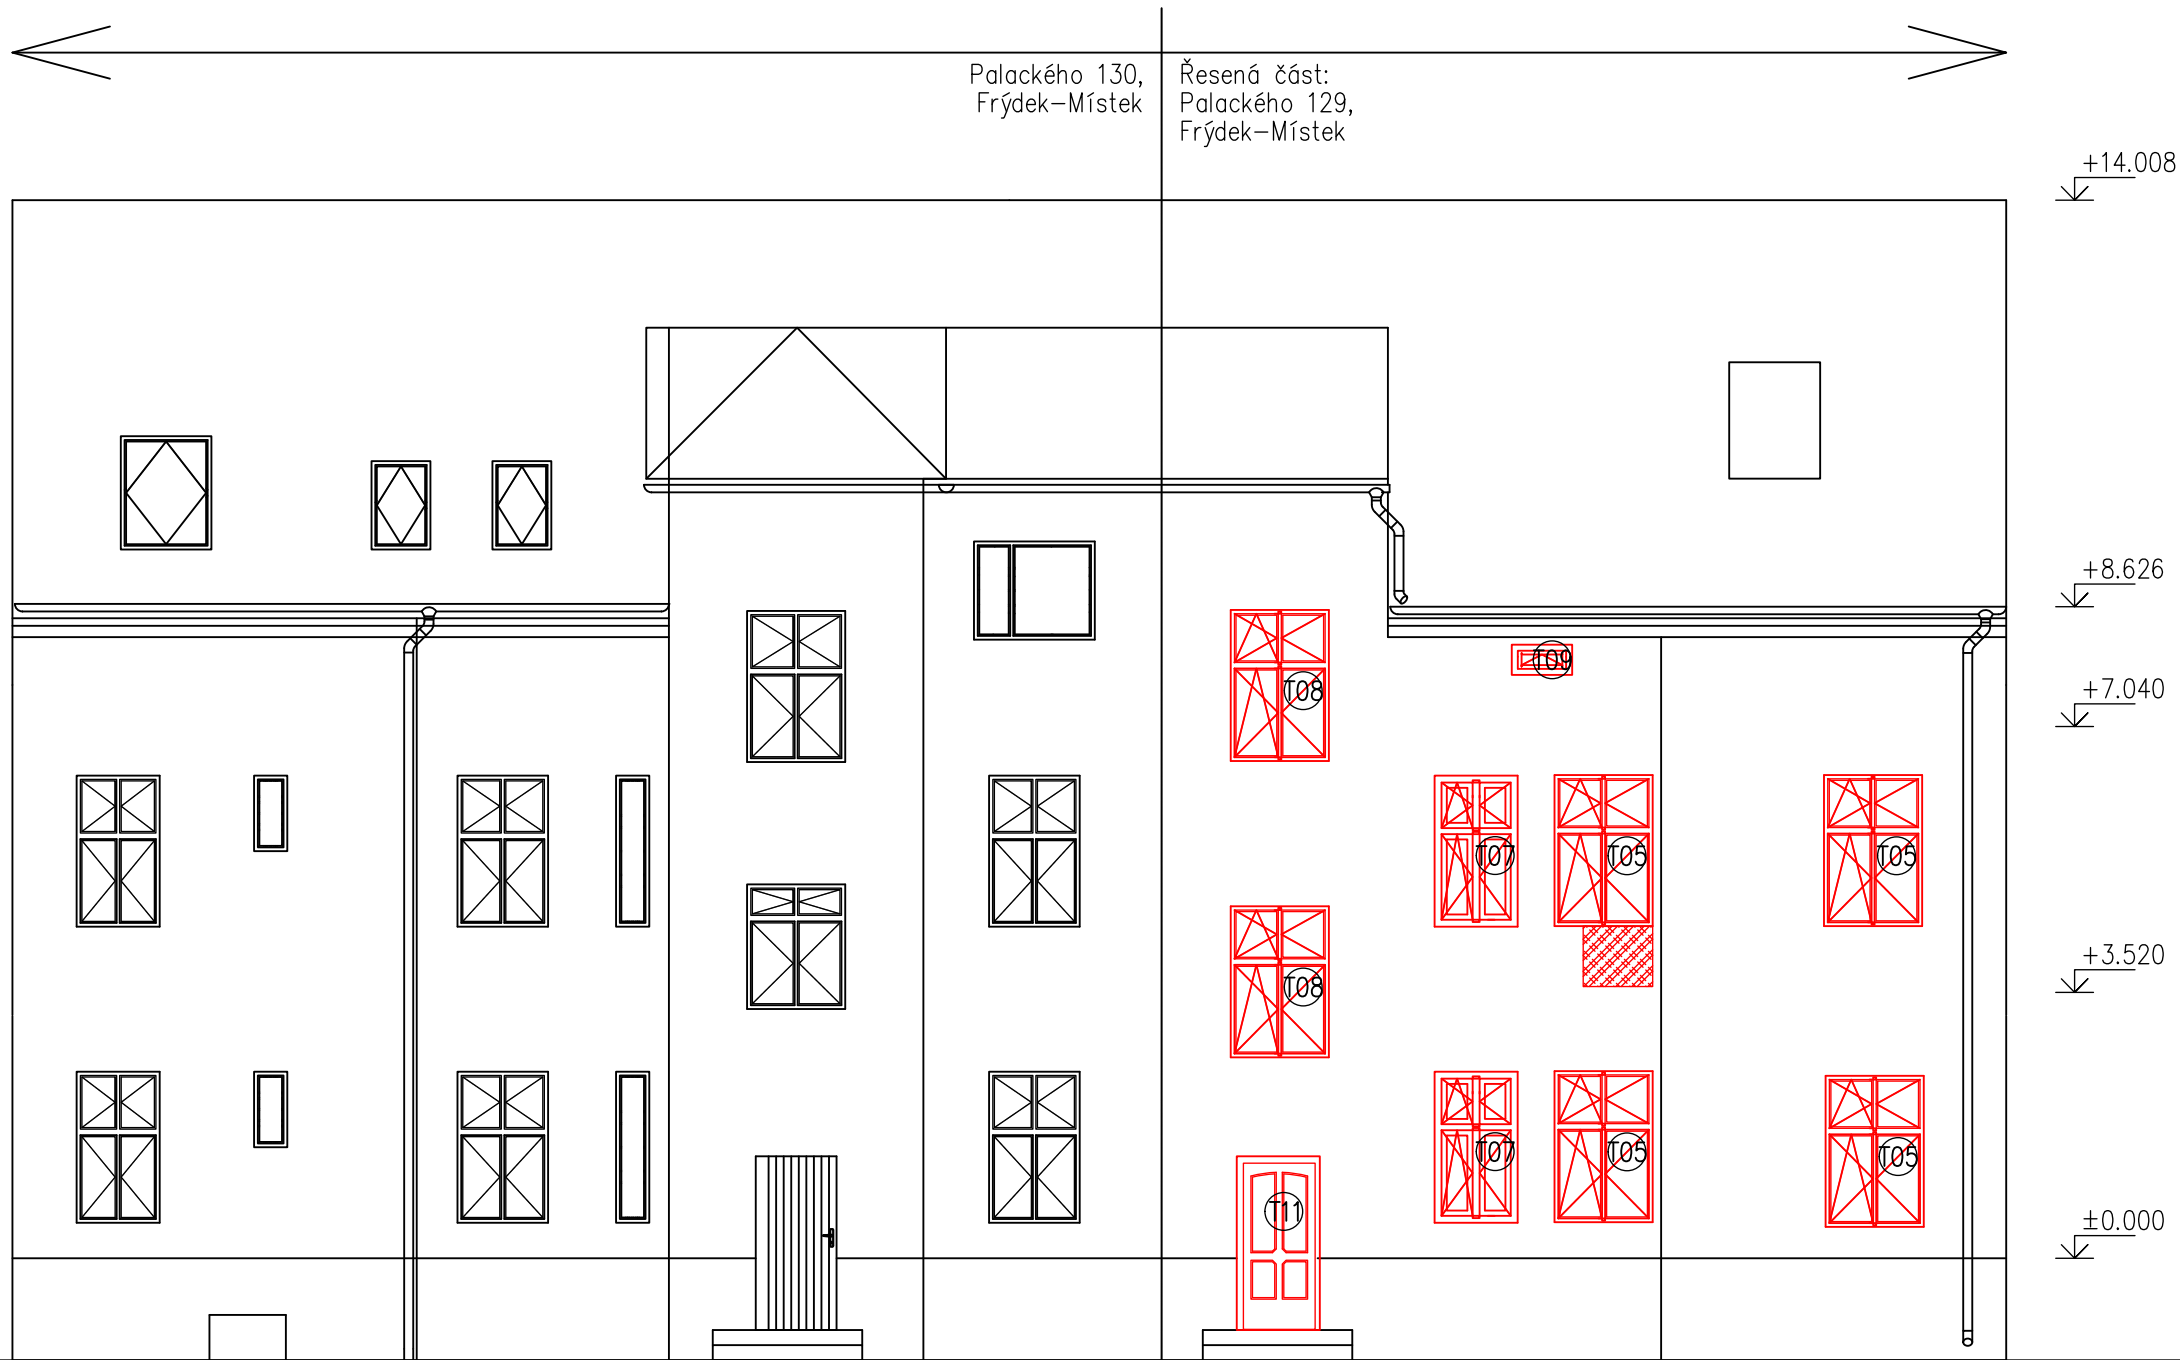 Palackého 130,
Frýdek-Místek
Řesená část:
Palackého 129,
Frýdek-Místek
+14.008
+8.626
T09
+7.040
T08
T07
T05
T05
+3.520
T08
T07
T05
T05
T11
±0.000